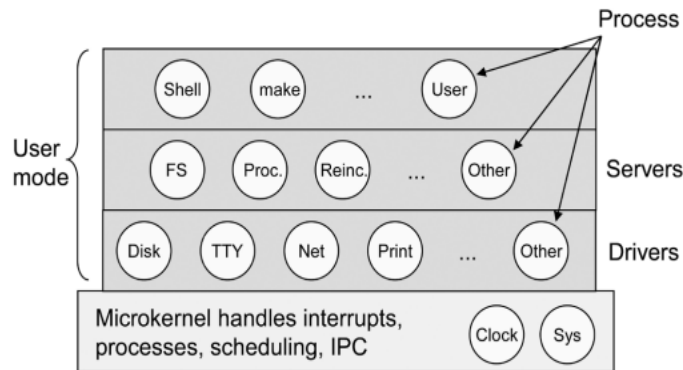 Process
Shell make ... User
User
mode
FS Proc. Reinc. ... Other
Servers
Disk TTY Net Print ... Other
Drivers
Microkernel handles interrupts,
processes, scheduling, IPC
Clock Sys